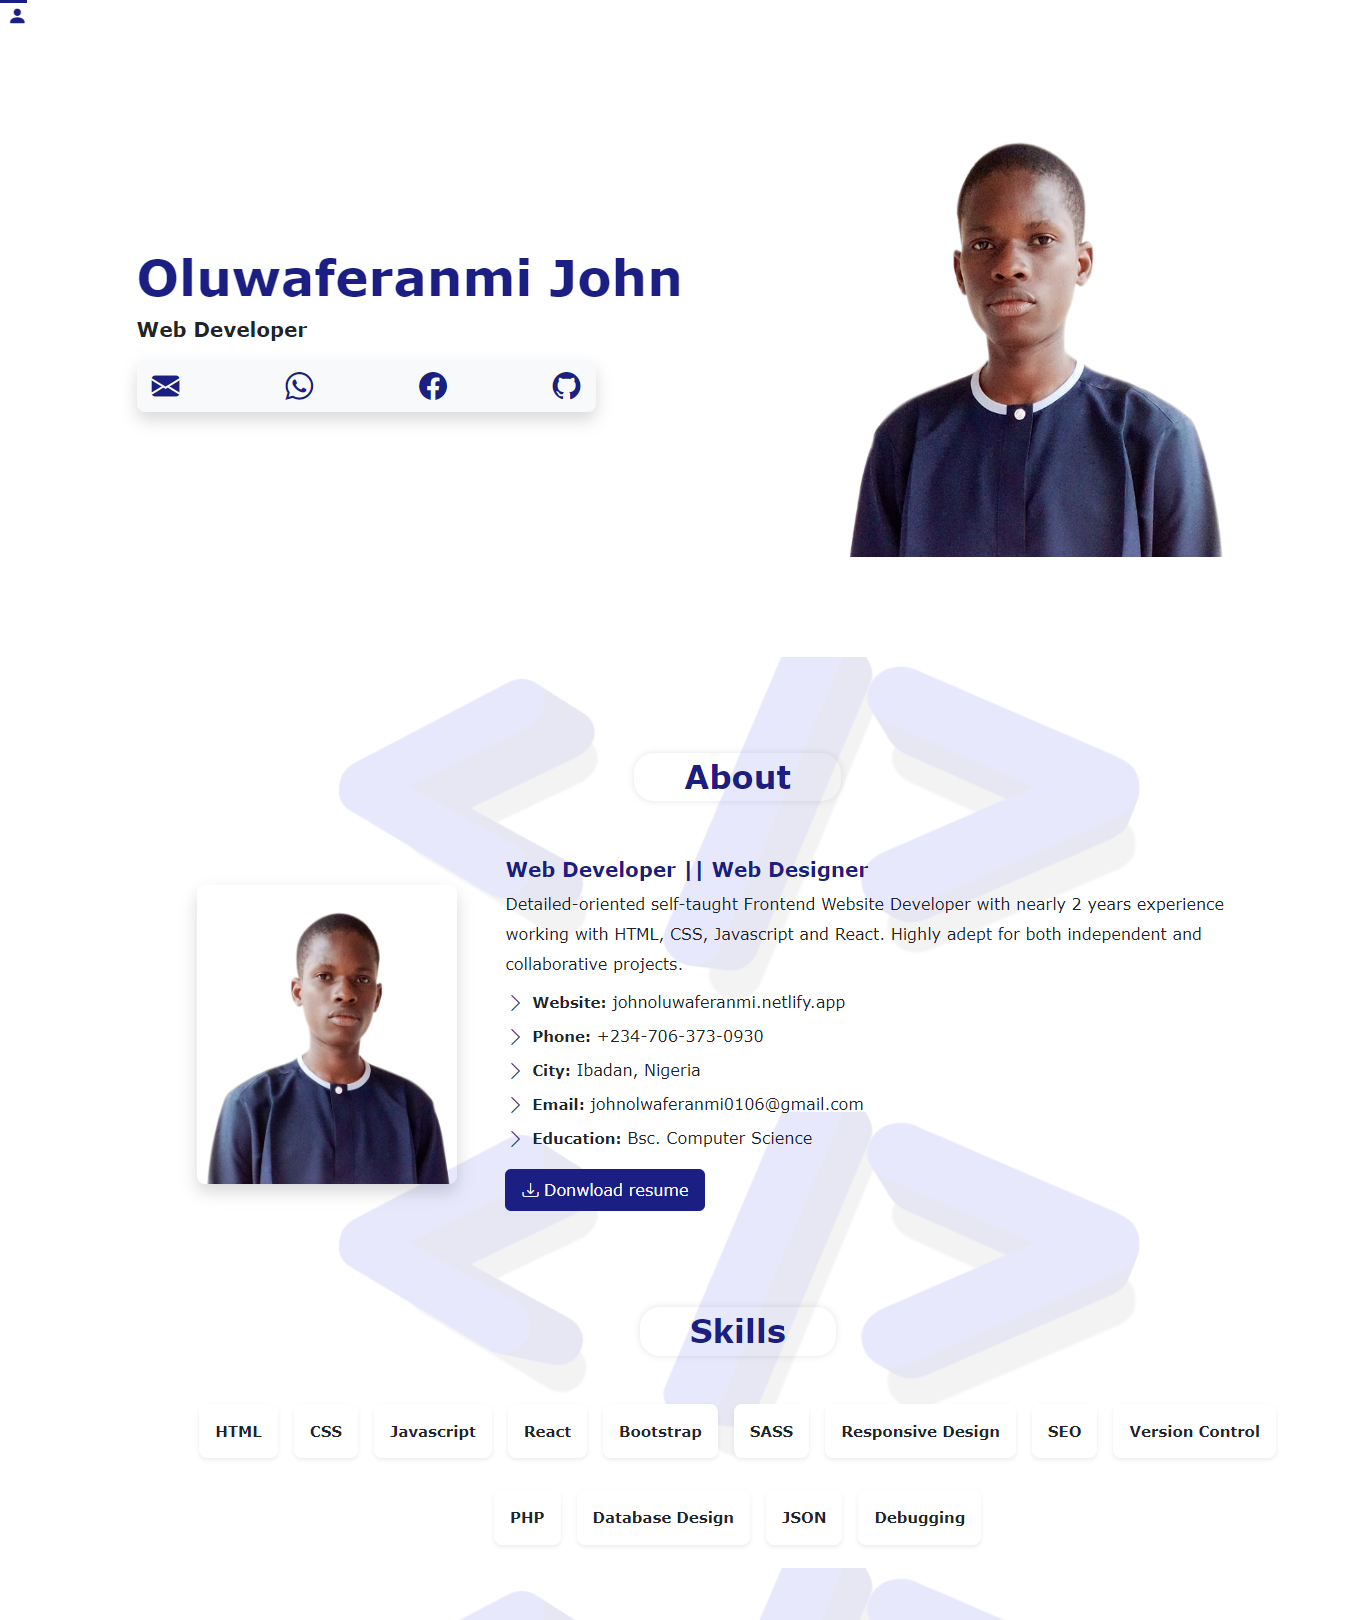 Oluwaferanmi John
Web Developer
About
Web Developer || Web Designer
Detailed-oriented self-taught Frontend Website Developer with nearly 2 years experience
working with HTML, CSS, Javascript and React. Highly adept for both independent and
collaborative projects.
Website: johnoluwaferanmi.netlify.app
Phone: +234-706-373-0930
City: Ibadan, Nigeria
Email: johnolwaferanmi0106@gmail.com
Education: Bsc. Computer Science
Donwload resume
Skills
HTML CSS Javascript React Bootstrap SASS Responsive Design SEO Version Control
PHP Database Design JSON Debugging